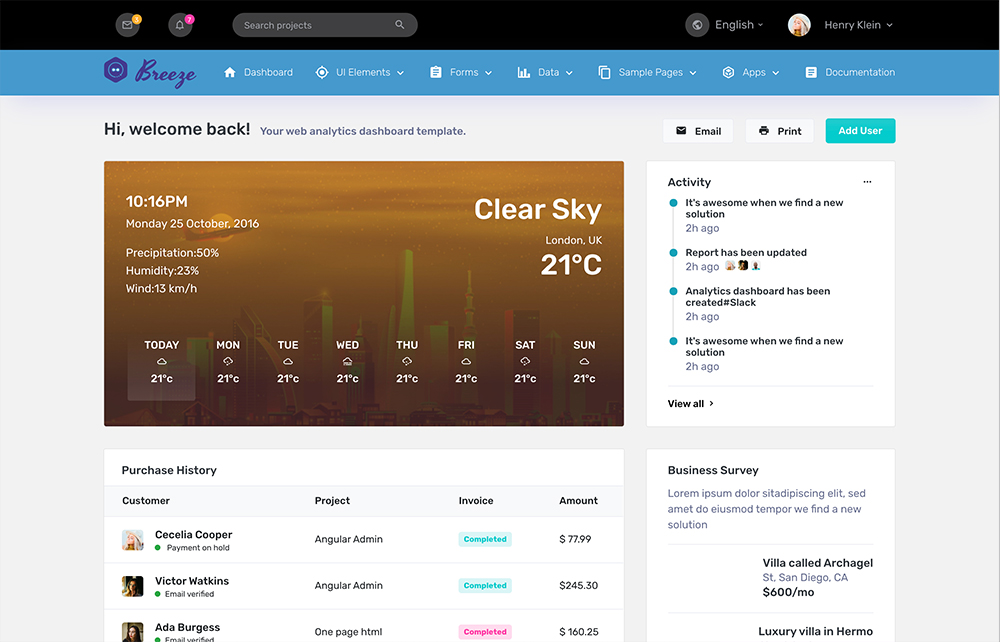 3
7
Search projects
English
Henry Klein
Breeze
Dashboard
UI Elements
Forms
Data
Sample Pages
Apps
Documentation
Hi, welcome back!
Your web analytics dashboard template.
Email
Print
Add User
10:16PM
Monday 25 October, 2016
Precipitation:50%
Humidity:23%
Wind:13 km/h
Clear Sky
London, UK
21°C
TODAY MON TUE WED THU FRI SAT SUN
21°c 21°c 21°c 21°c 21°c 21°c 21°c 21°c
Activity
It's awesome when we find a new
solution
2h ago
Report has been updated
2h ago
Analytics dashboard has been
created#Slack
2h ago
It's awesome when we find a new
solution
2h ago
View all
Purchase History
Customer Project Invoice Amount
Cecelia Cooper
Payment on hold
Angular Admin
Completed
$ 77.99
Victor Watkins
Email verified
Angular Admin
Completed
$245.30
Ada Burgess
Email verified
One page html
Completed
$ 160.25
Business Survey
Lorem ipsum dolor sitadipiscing elit, sed
amet do eiusmod tempor we find a new
solution
Villa called Archagel
St, San Diego, CA
$600/mo
Luxury villa in Hermo